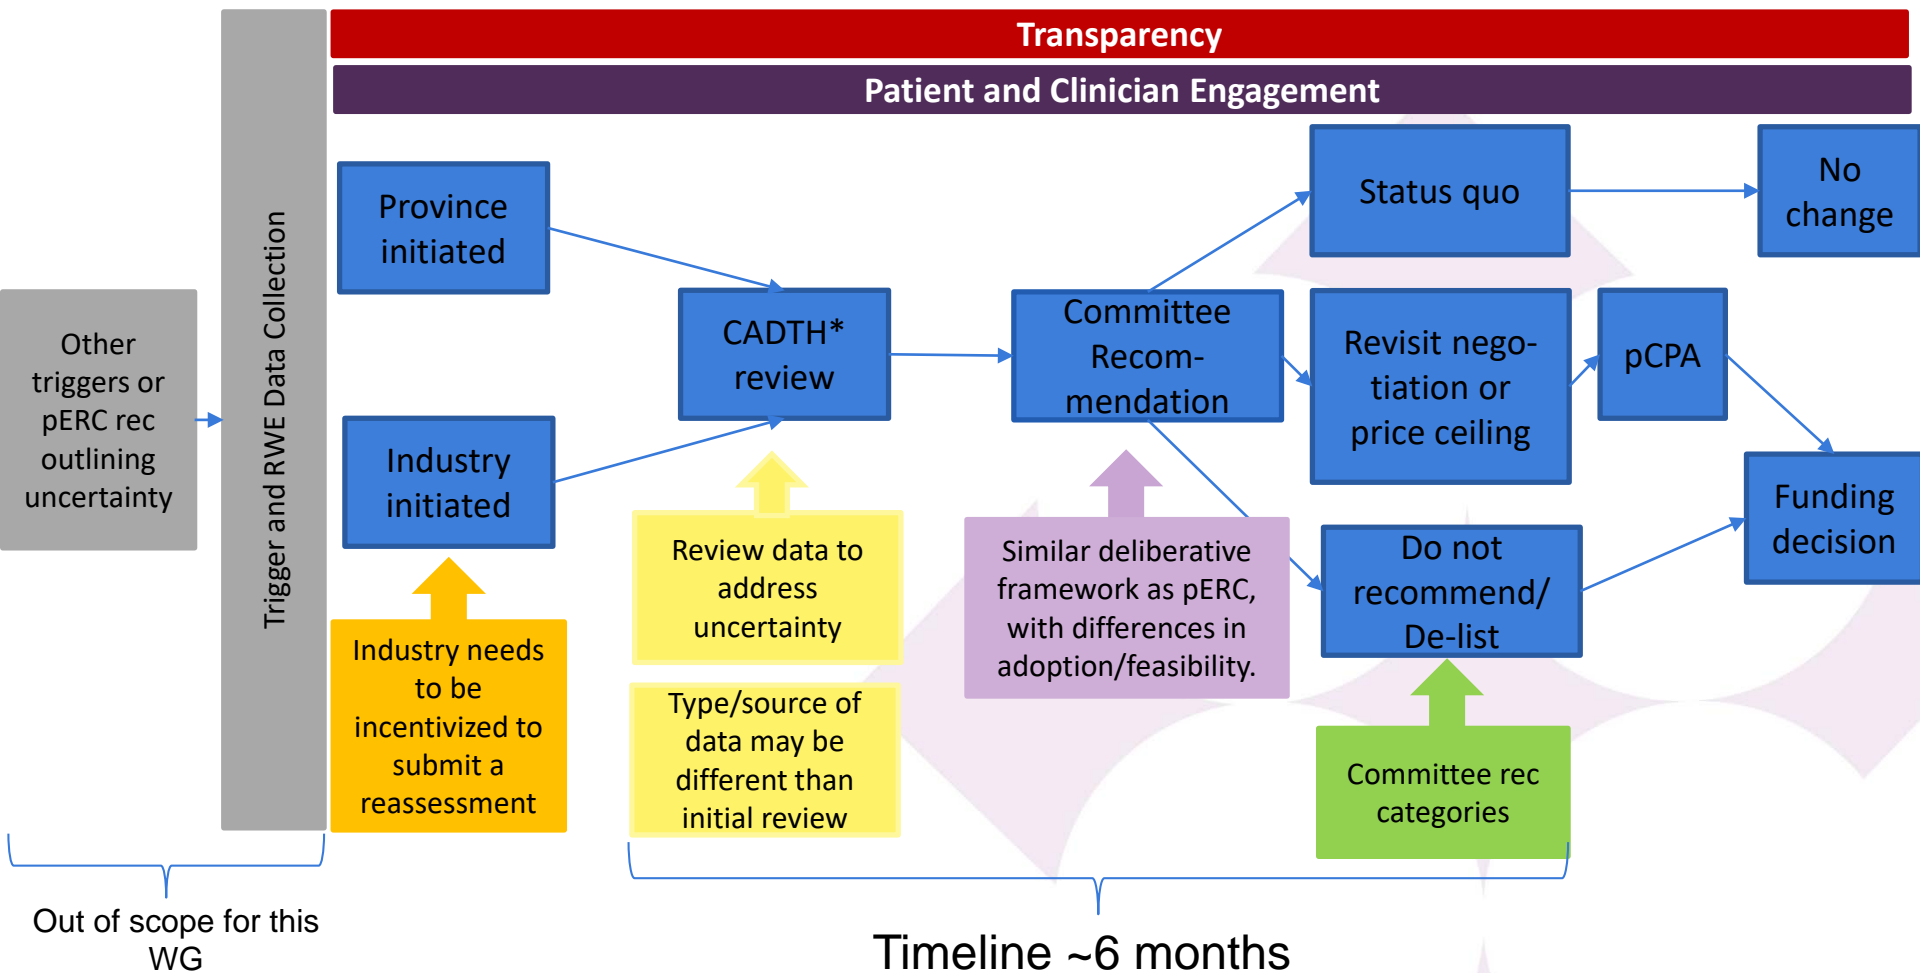 Transparency
Patient and Clinician Engagement
Other
triggers or
pERC rec
outlining
uncertainty
Trigger and RWE Data Collection
Province
initiated
Industry
initiated
Industry needs
to be
incentivized to
submit a
reassessment
CADTH*
review
Review data to
address
uncertainty
Type/source of
data may be
different than
initial review
Committee
Recom-
mendation
Similar deliberative
framework as pERC,
with differences in
adoption/feasibility.
Status quo
No
change
Revisit nego-
tiation or
price ceiling
pCPA
Do not
recommend/
De-list
Funding
decision
Committee rec
categories
Out of scope for this
WG
Timeline ~6 months